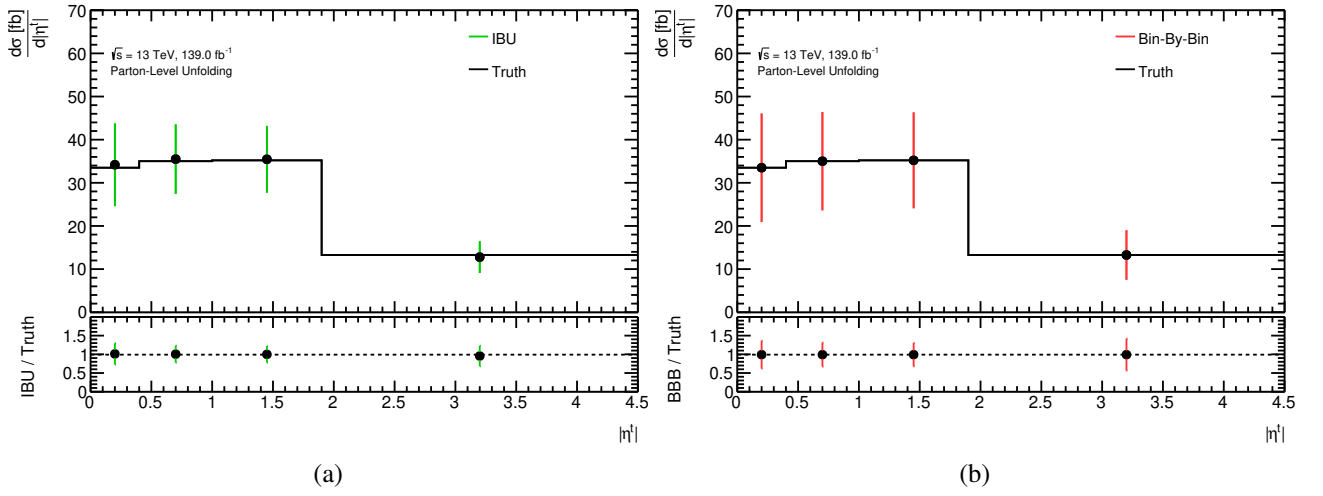 dσ [fb]
d|ηᵗ|
70
60
50
40
30
20
10
0
√s = 13 TeV, 139.0 fb⁻¹
Parton-Level Unfolding
IBU
Truth
IBU / Truth
1.5
1
0.5
0
0 0.5 1 1.5 2 2.5 3 3.5 4 4.5
|ηᵗ|
(a)
dσ [fb]
d|ηᵗ|
70
60
50
40
30
20
10
0
√s = 13 TeV, 139.0 fb⁻¹
Parton-Level Unfolding
Bin-By-Bin
Truth
BBB / Truth
1.5
1
0.5
0
0 0.5 1 1.5 2 2.5 3 3.5 4 4.5
|ηᵗ|
(b)